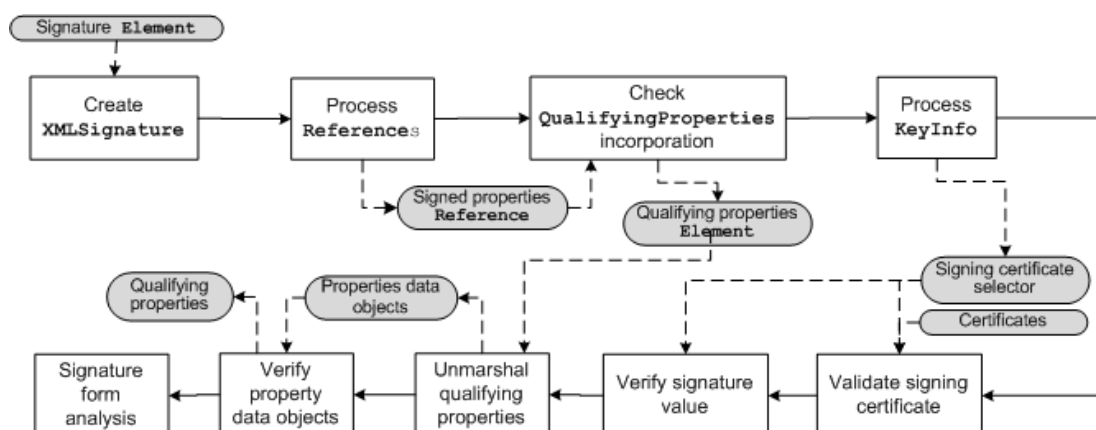 Signature Element
Create
XMLSignature
Process
References
Check
QualifyingProperties
incorporation
Process
KeyInfo
Signed properties
Reference
Qualifying properties
Element
Signing certificate
selector
Certificates
Qualifying
properties
Properties data
objects
Signature
form
analysis
Verify
property
data objects
Unmarshal
qualifying
properties
Verify signature
value
Validate signing
certificate